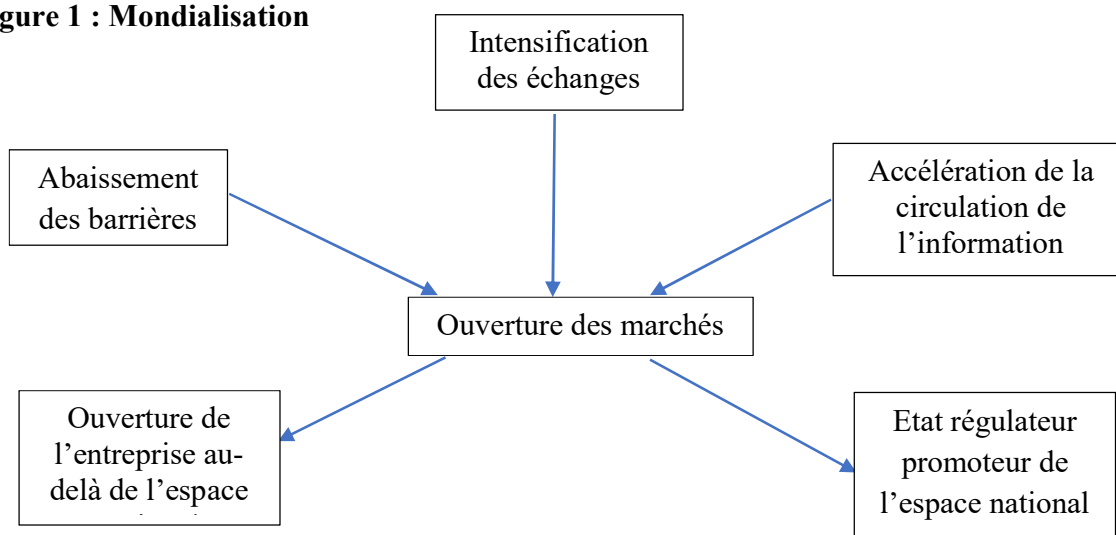 gure 1 : Mondialisation
Intensification
des échanges
Abaissement
des barrières
Accélération de la
circulation de
l’information
Ouverture des marchés
Ouverture de
l’entreprise au-
delà de l’espace
Etat régulateur
promoteur de
l’espace national